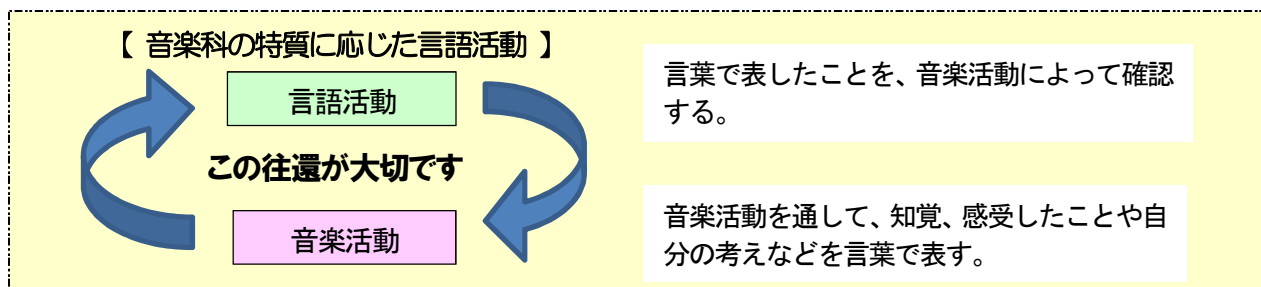 【 音楽科の特質に応じた言語活動 】
言語活動
この往還が大切です
音楽活動
言葉で表したことを、音楽活動によって確認
する。
音楽活動を通して、知覚、感受したことや自
分の考えなどを言葉で表す。